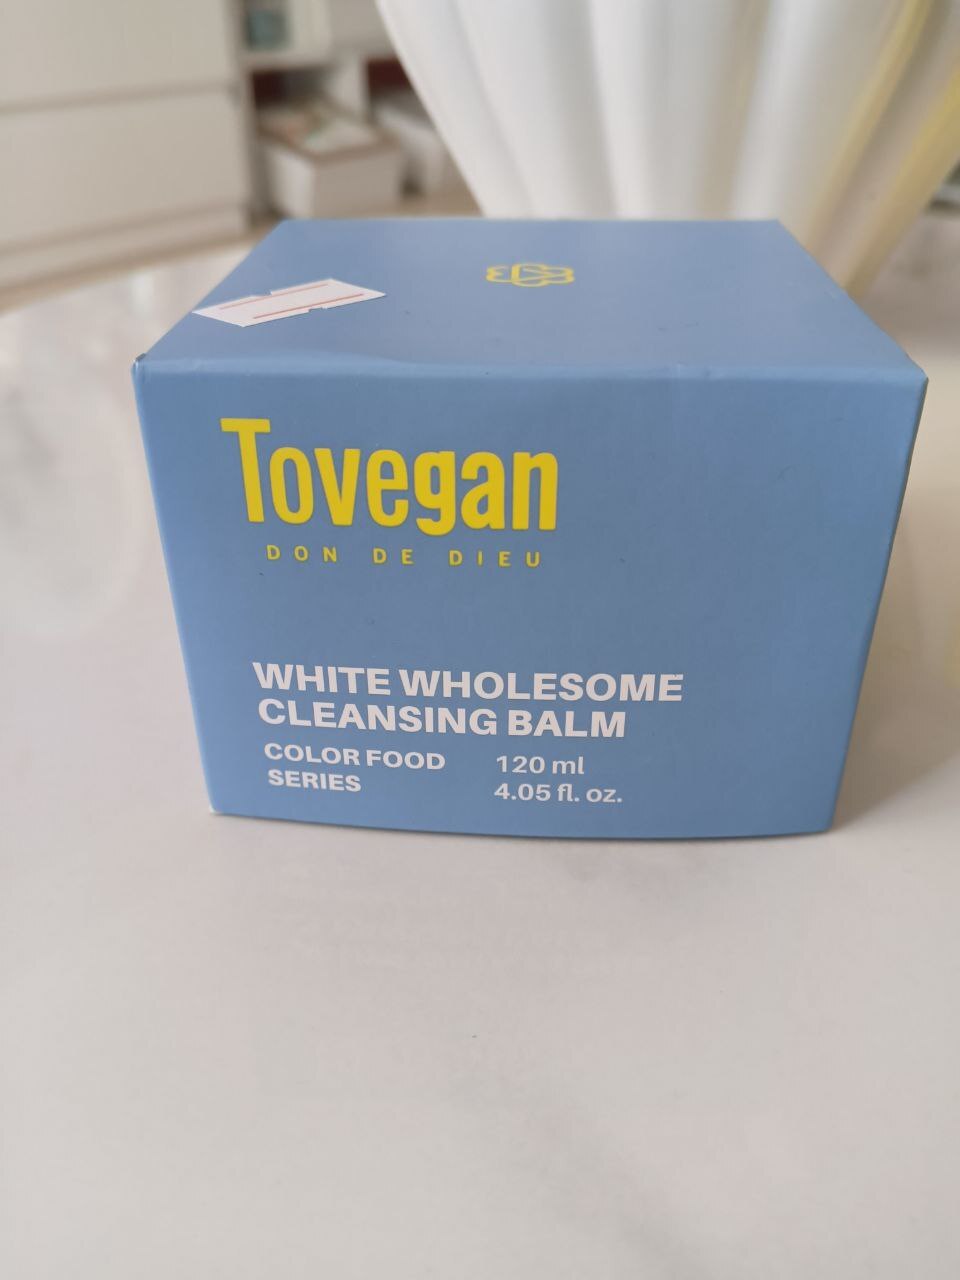 Tovegan
DON DE DIEU
WHITE WHOLESOME
CLEANSING BALM
COLOR FOOD
SERIES
120 ml
4.05 fl. oz.